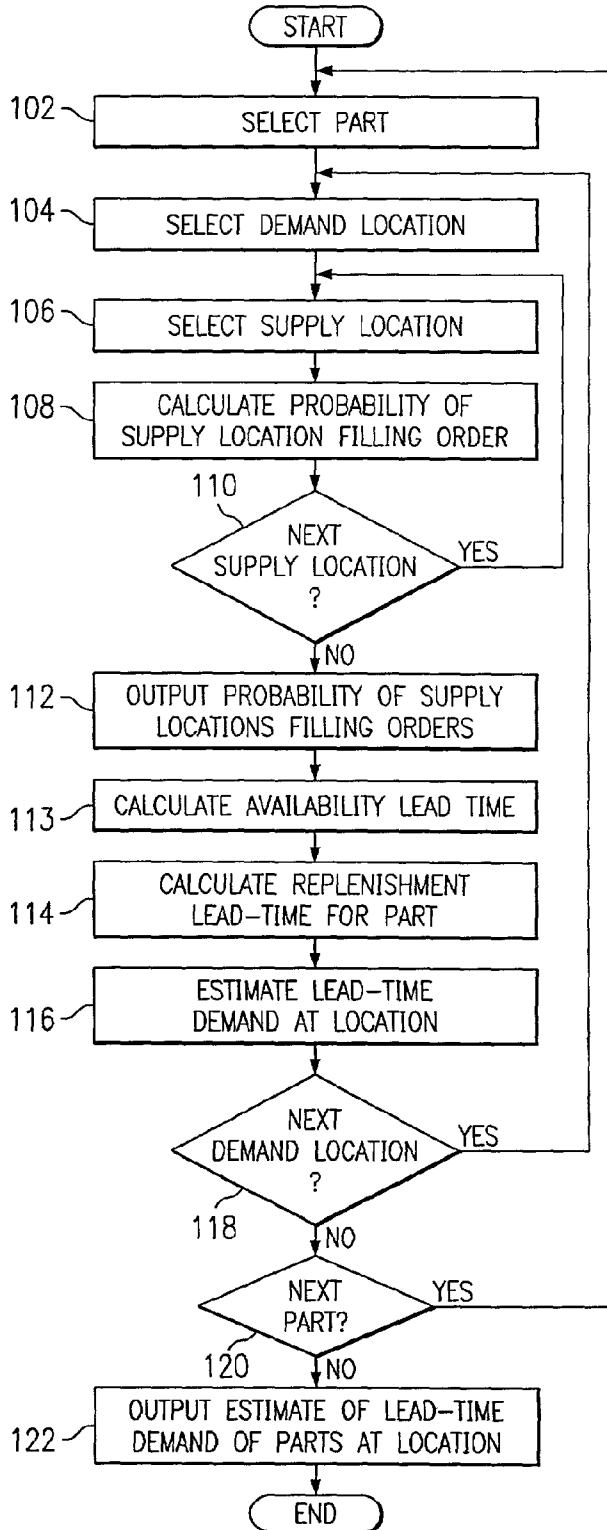 START
102
SELECT PART
104
SELECT DEMAND LOCATION
106
SELECT SUPPLY LOCATION
108
CALCULATE PROBABILITY OF
SUPPLY LOCATION FILLING ORDER
110
NEXT
SUPPLY LOCATION
?
YES
NO
112
OUTPUT PROBABILITY OF SUPPLY
LOCATIONS FILLING ORDERS
113
CALCULATE AVAILABILITY LEAD TIME
114
CALCULATE REPLENISHMENT
LEAD-TIME FOR PART
116
ESTIMATE LEAD-TIME
DEMAND AT LOCATION
NEXT
DEMAND LOCATION
?
YES
118
NO
NEXT
PART?
YES
120
NO
122
OUTPUT ESTIMATE OF LEAD-TIME
DEMAND OF PARTS AT LOCATION
END